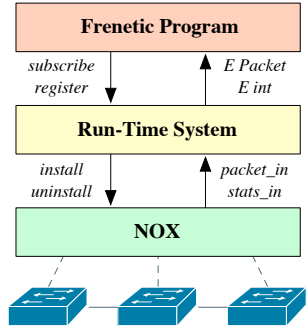 Frenetic Program
subscribe
register
E Packet
E int
Run-Time System
install
uninstall
packet_in
stats_in
NOX